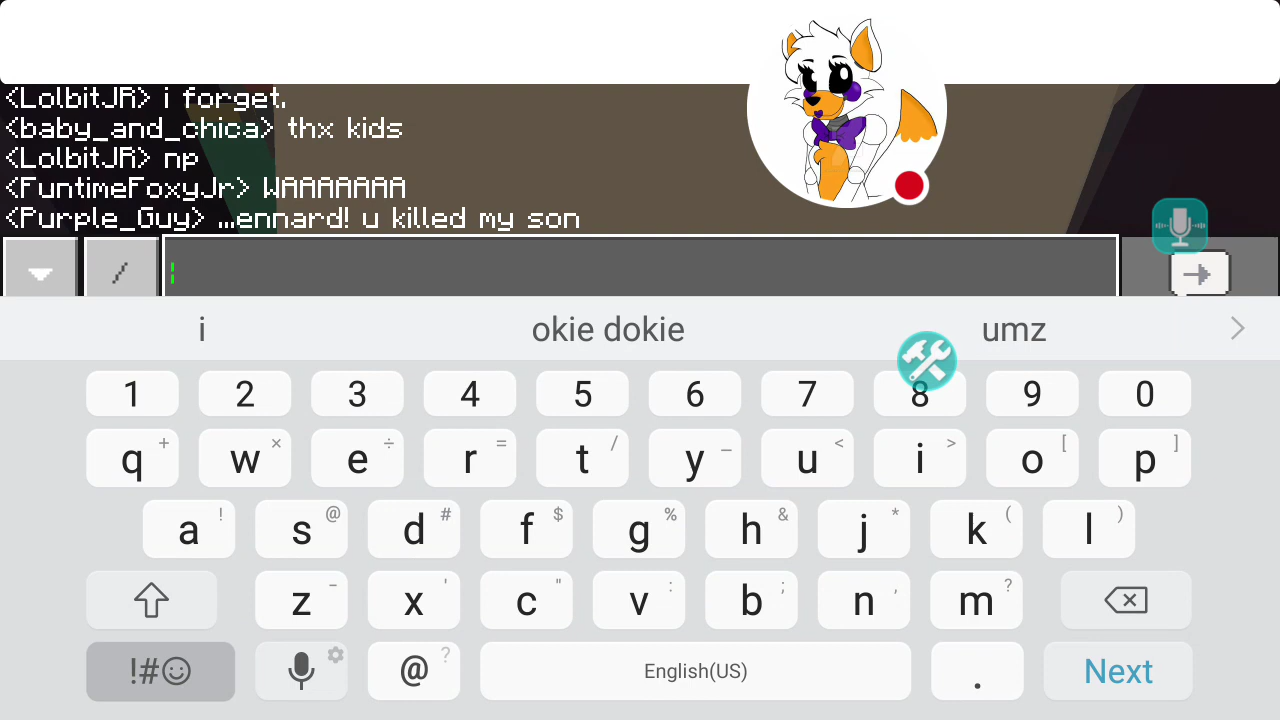 <LolbitJR> i forget.
<baby_and_chica> thx kids
<LolbitJR> np
<FuntimeFoxyJr> WAAAAAAA
<Purple_Guy> ...ennard! u killed my son
/
i okie dokie umz
1 2 3 4 5 6 7 8 9 0
q + w × e ÷ r = t / y _ u < i > o [ p ]
a ! s @ d # f $ g % h & j * k ( l )
z - x ' c " v : b ; n , m ?
!#☺ @ ? English(US) . Next